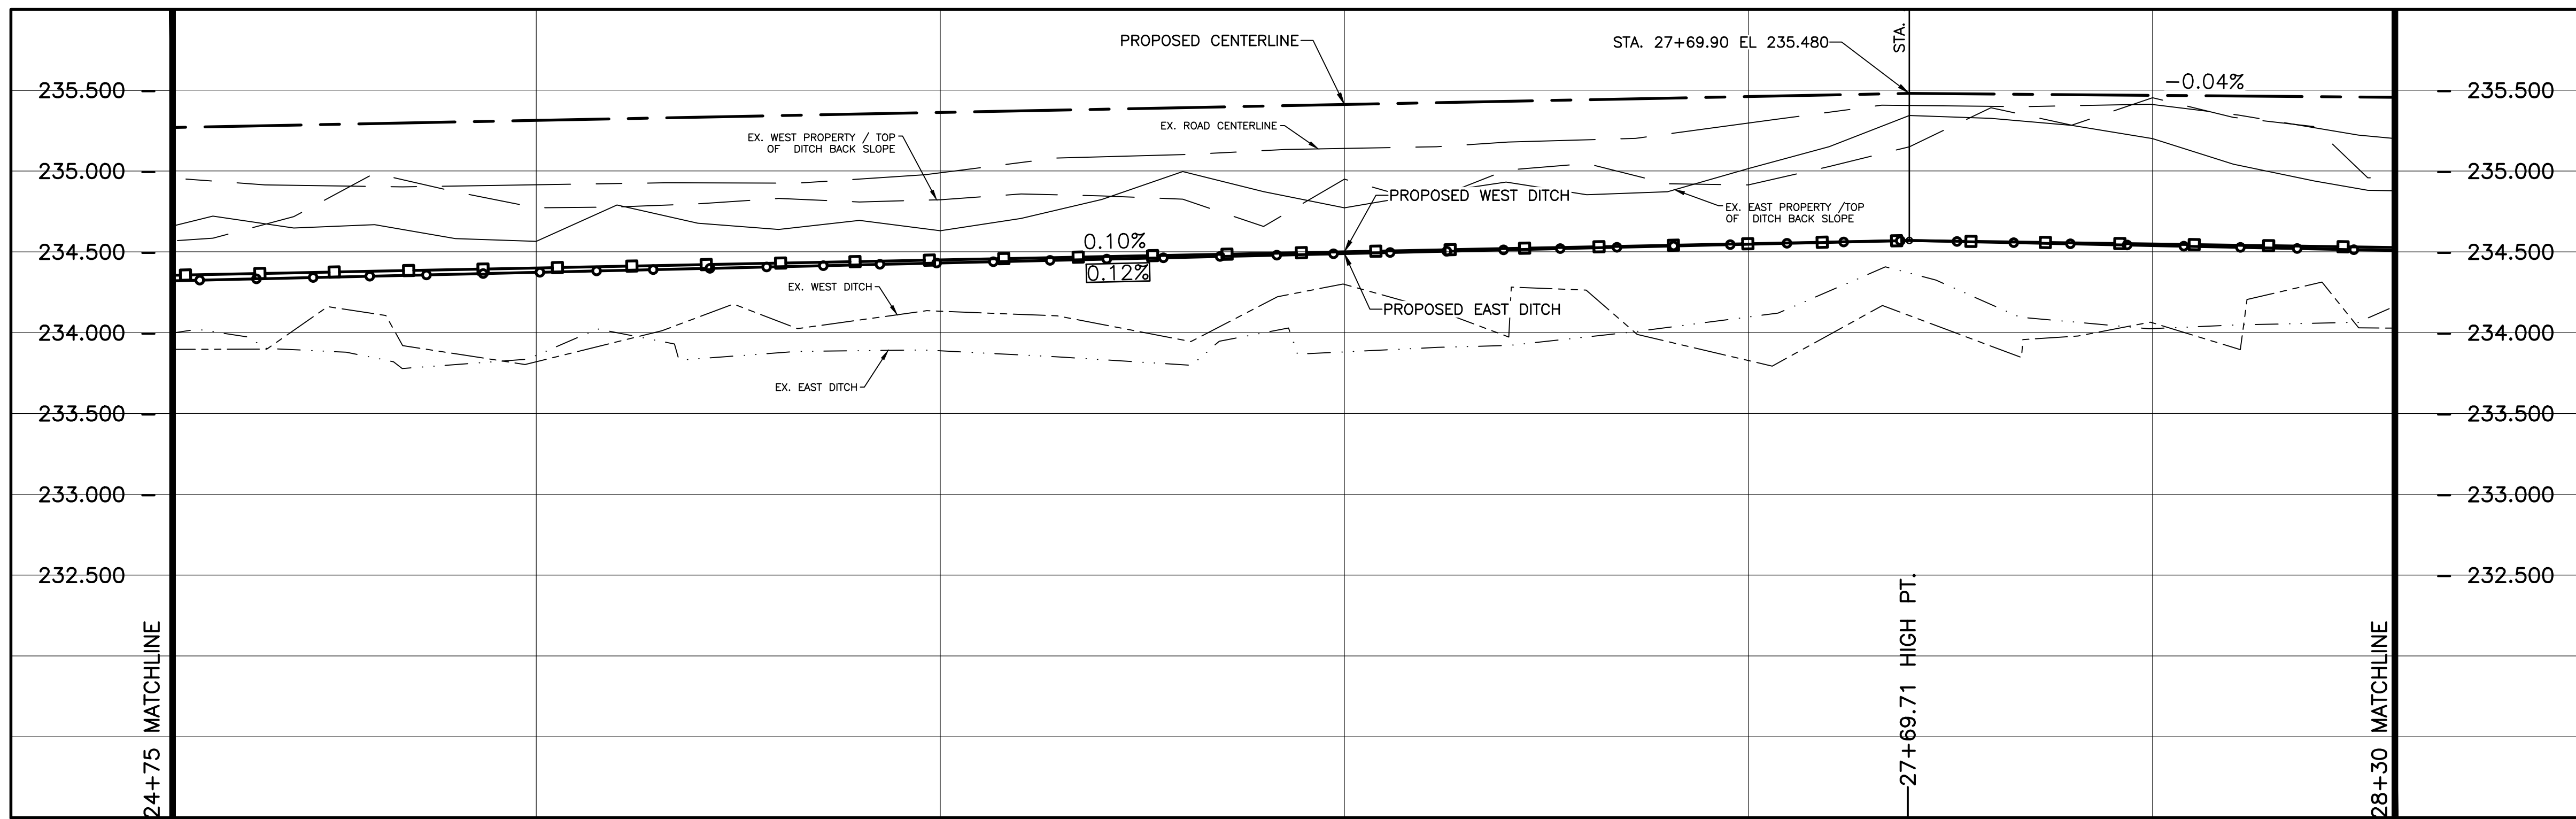 PROPOSED CENTERLINE
STA. 27+69.90 EL 235.480
STA.
-0.04%
235.500 -
- 235.500
EX. ROAD CENTERLINE
EX. WEST PROPERTY / TOP
OF DITCH BACK SLOPE
235.000 -
- 235.000
PROPOSED WEST DITCH
EX. EAST PROPERTY /TOP
OF DITCH BACK SLOPE
0.10%
234.500 -
- 234.500
0.12%
EX. WEST DITCH
PROPOSED EAST DITCH
234.000 -
- 234.000
EX. EAST DITCH
233.500 -
- 233.500
233.000 -
- 233.000
232.500 -
- 232.500
24+75 MATCHLINE
27+69.71 HIGH PT.
28+30 MATCHLINE